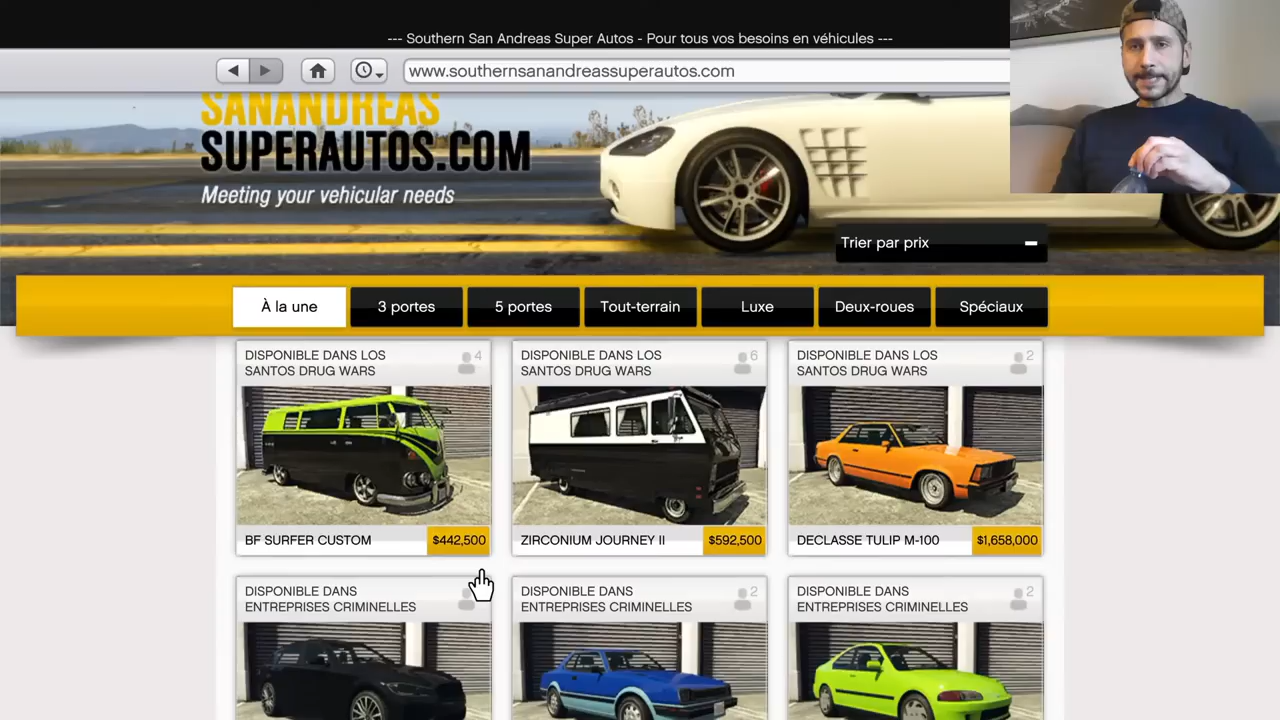 --- Southern San Andreas Super Autos - Pour tous vos besoins en véhicules ---
www.southernsanandreassuperautos.com
SANANDREAS
SUPERAUTOS.COM
Meeting your vehicular needs
Trier par prix
À la une
3 portes
5 portes
Tout-terrain
Luxe
Deux-roues
Spéciaux
DISPONIBLE DANS LOS
SANTOS DRUG WARS
4
BF SURFER CUSTOM
$442,500
DISPONIBLE DANS LOS
SANTOS DRUG WARS
6
ZIRCONIUM JOURNEY II
$592,500
DISPONIBLE DANS LOS
SANTOS DRUG WARS
2
DECLASSE TULIP M-100
$1,658,000
DISPONIBLE DANS
ENTREPRISES CRIMINELLES
DISPONIBLE DANS
ENTREPRISES CRIMINELLES
2
DISPONIBLE DANS
ENTREPRISES CRIMINELLES
2